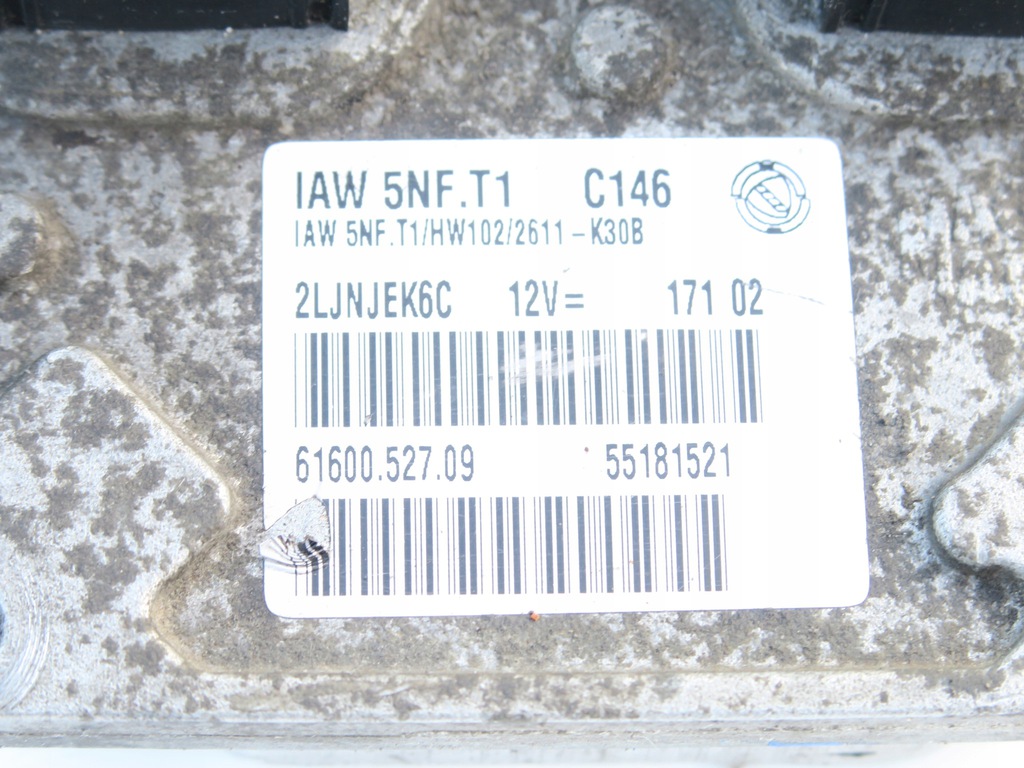 IAW 5NF.T1 C146
IAW 5NF.T1/HW102/2611-K30B
2LJNJEK6C 12V= 171 02
61600.527.09 55181521